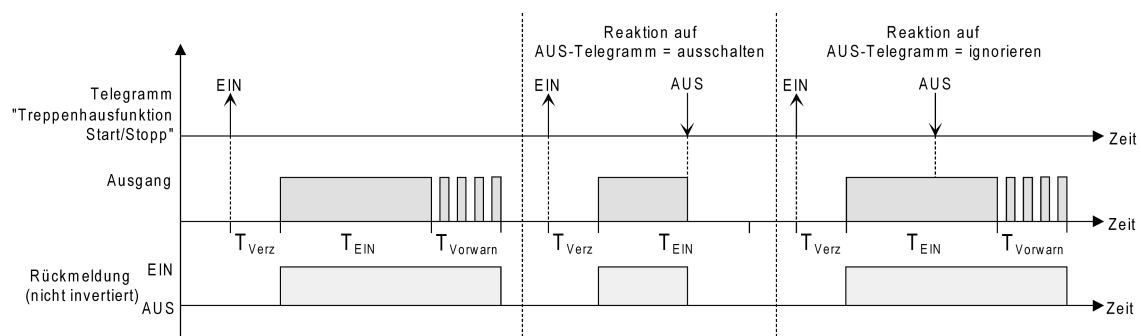 Reaktion auf
AUS-Telegramm = ausschalten
Reaktion auf
AUS-Telegramm = ignorieren
Telegramm
"Treppenhausfunktion
Start/Stopp"
EIN
EIN
AUS
EIN
AUS
Zeit
Ausgang
Zeit
T Verz
T EIN
T Vorwarn
T Verz
T EIN
T Verz
T EIN
T Vorwarn
Rückmeldung
(nicht invertiert)
EIN
AUS
Zeit